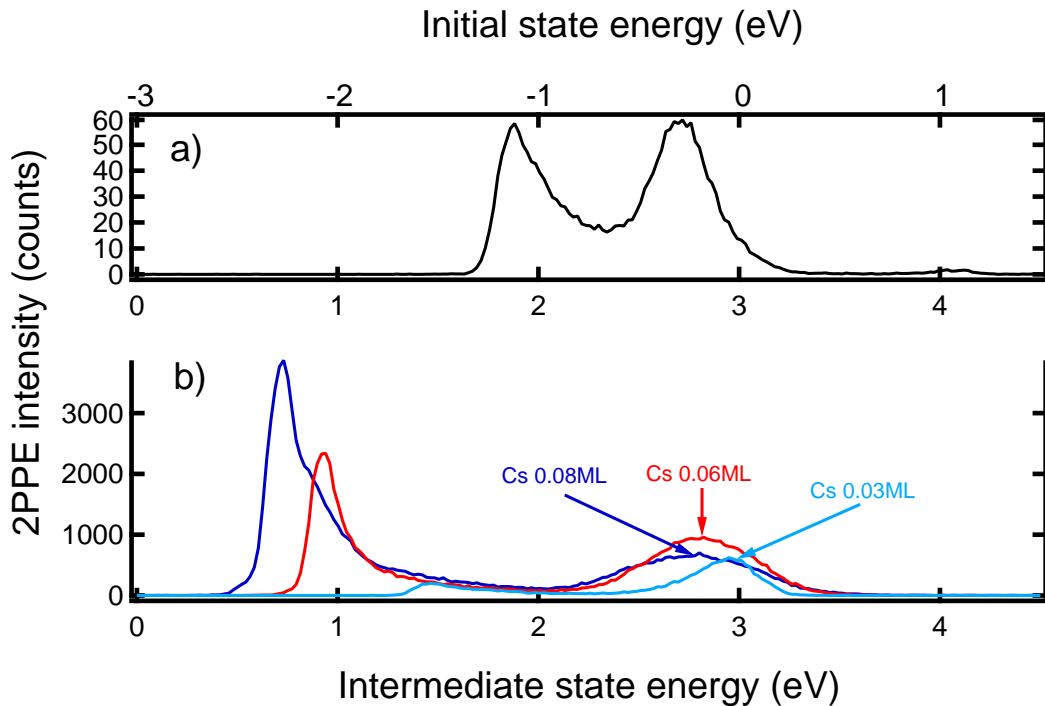 Initial state energy (eV)
-3 -2 -1 0 1
2PPE intensity (counts)
a)
60
50
40
30
20
10
0
0 1 2 3 4
b)
3000
2000
1000
0
Cs 0.08ML
Cs 0.06ML
Cs 0.03ML
0 1 2 3 4
Intermediate state energy (eV)